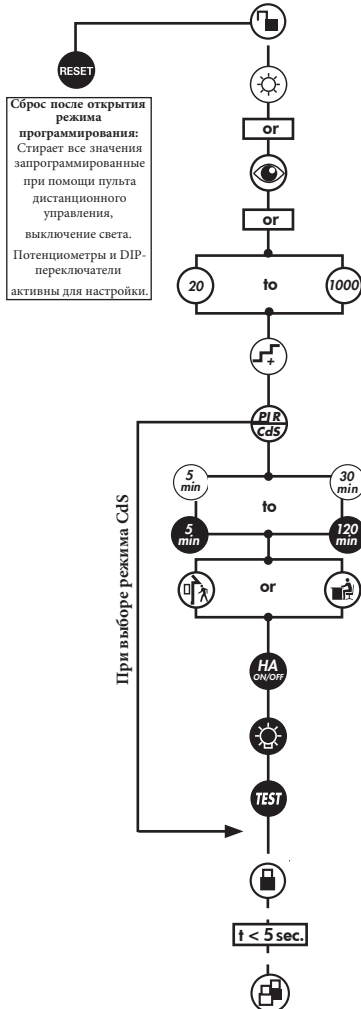 RESET
Сброс после открытия
режима
программирования:
Стирает все значения
запрограммированные
при помощи пульта
дистанционного
управления,
выключение света.
Потенциометры и DIP-
переключатели
активны для настройки.
or
or
20 to 1000
+
PIR
CdS
При выборе режима CdS
5
min
30
min
to
5
min
120
min
or
HA
ON/OFF
TEST
t < 5 sec.